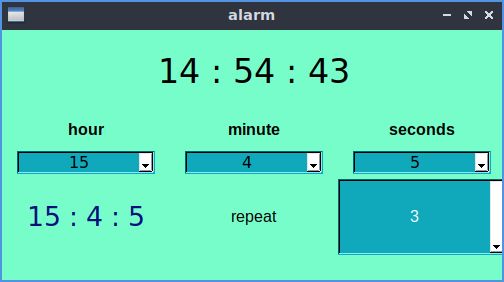 alarm
14 : 54 : 43
hour minute seconds
15 4 5
15 : 4 : 5 repeat 3